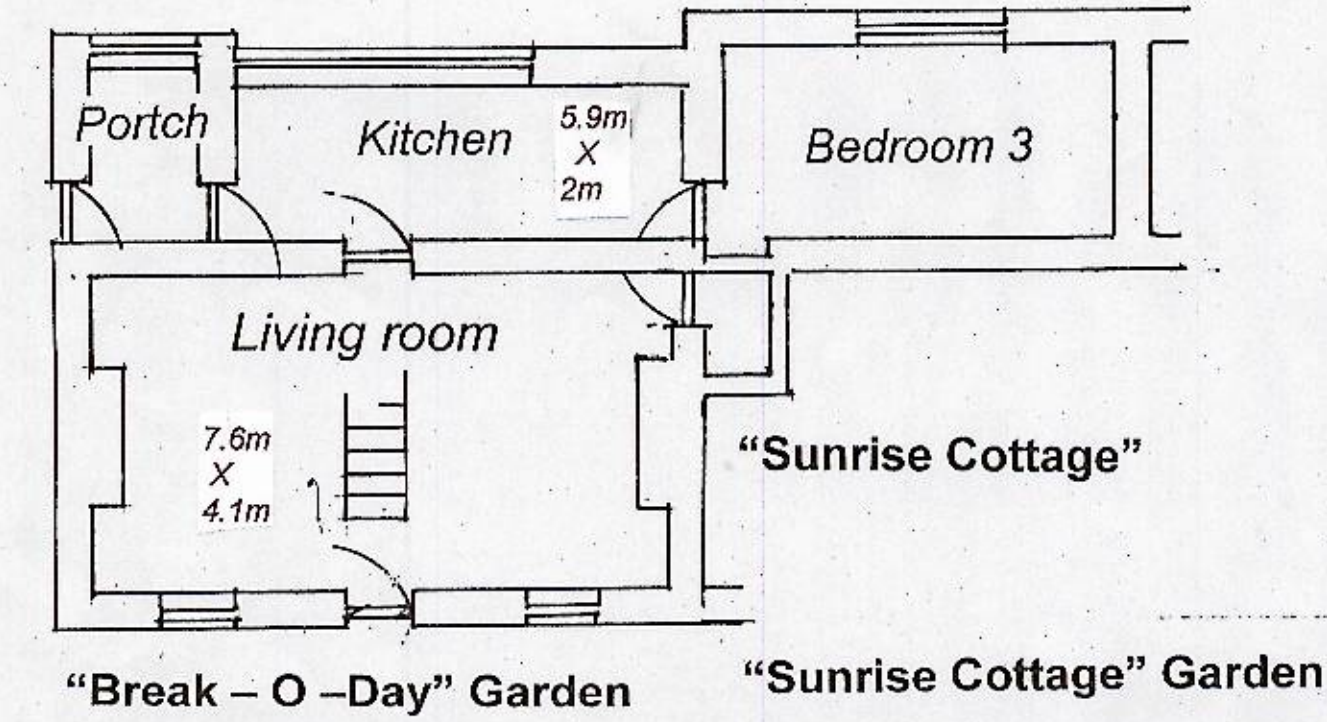 Portch
Kitchen
5.9m
X
2m
Bedroom 3
Living room
7.6m
X
4.1m
“Sunrise Cottage”
“Break – O –Day” Garden
“Sunrise Cottage” Garden